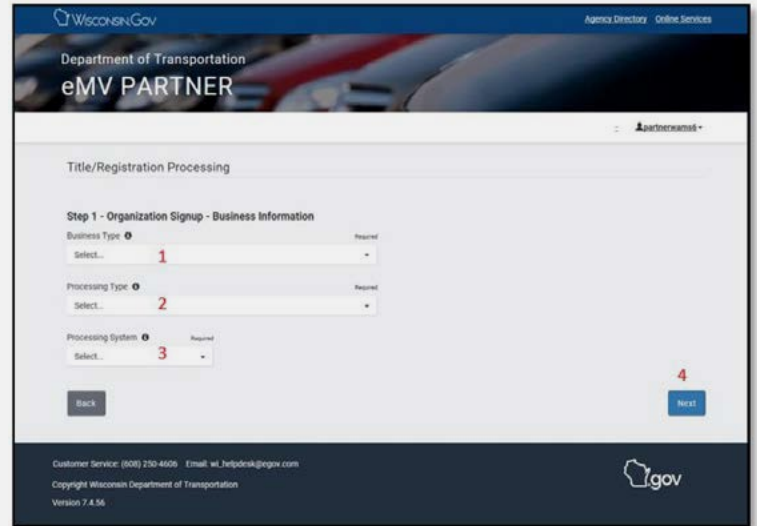 Wisconsin.Gov
Agency Directory Online Services
Department of Transportation
eMV PARTNER
partnerwams6
Title/Registration Processing
Step 1 - Organization Signup - Business Information
Business Type Required
Select... 1
Processing Type Required
Select... 2
Processing System Required
Select... 3
4
Back Next
Customer Service: (608) 250-4606 Email: wi_helpdesk@egov.com
Copyright Wisconsin Department of Transportation
Version 7.4.56
.gov